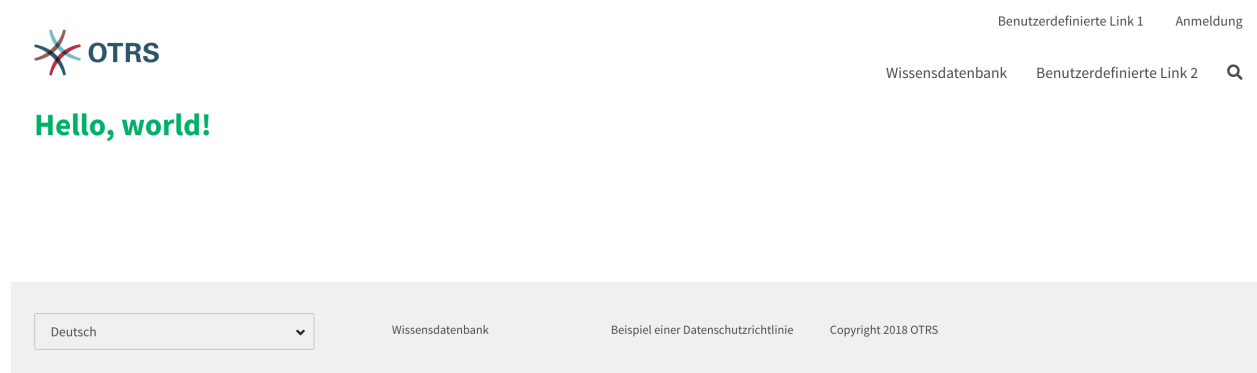 Benutzerdefinierte Link 1 Anmeldung
OTRS
Wissensdatenbank Benutzerdefinierte Link 2
Hello, world!
Deutsch Wissensdatenbank Beispiel einer Datenschutzrichtlinie Copyright 2018 OTRS